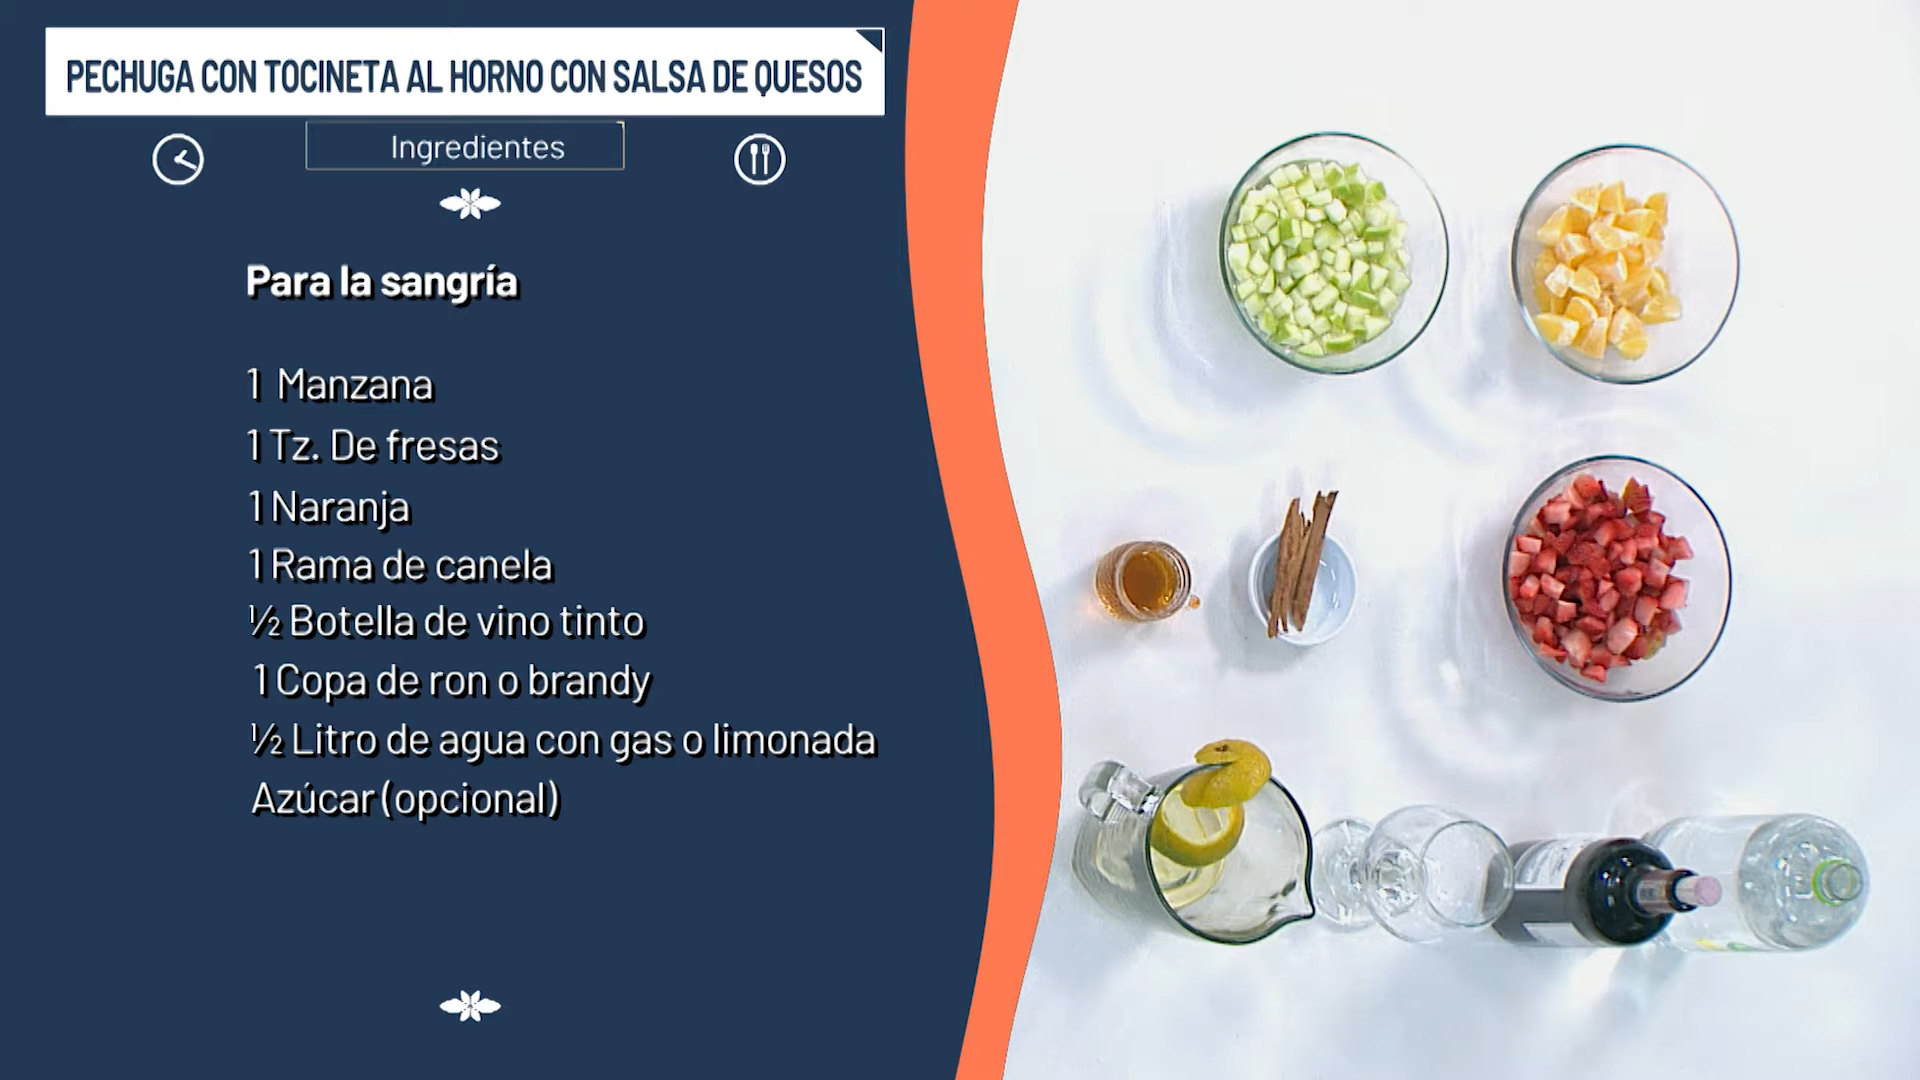 PECHUGA CON TOCINETA AL HORNO CON SALSA DE QUESOS
Ingredientes
Para la sangría
1 Manzana
1 Tz. De fresas
1 Naranja
1 Rama de canela
½ Botella de vino tinto
1 Copa de ron o brandy
½ Litro de agua con gas o limonada
Azúcar (opcional)